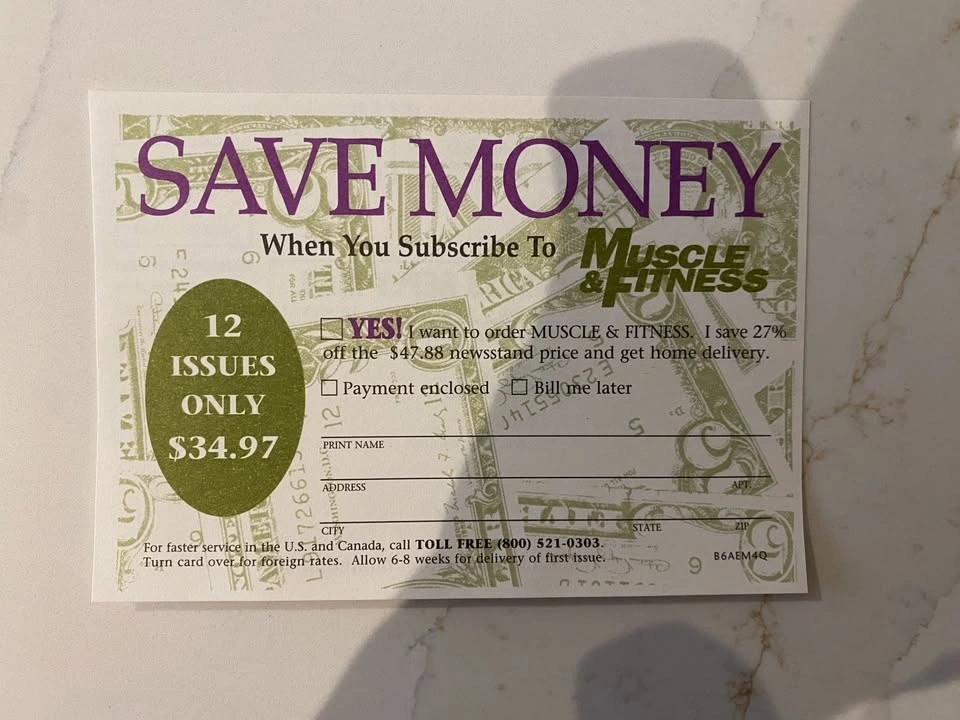 SAVE MONEY
When You Subscribe To
MUSCLE
& FITNESS
12
ISSUES
ONLY
$34.97
YES! I want to order MUSCLE & FITNESS. I save 27%
off the $47.88 newsstand price and get home delivery.
Payment enclosed Bill me later
PRINT NAME
ADDRESS APT.
CITY STATE ZIP
For faster service in the U.S. and Canada, call TOLL FREE (800) 521-0303.
Turn card over for foreign rates. Allow 6-8 weeks for delivery of first issue.
B6AEM4Q